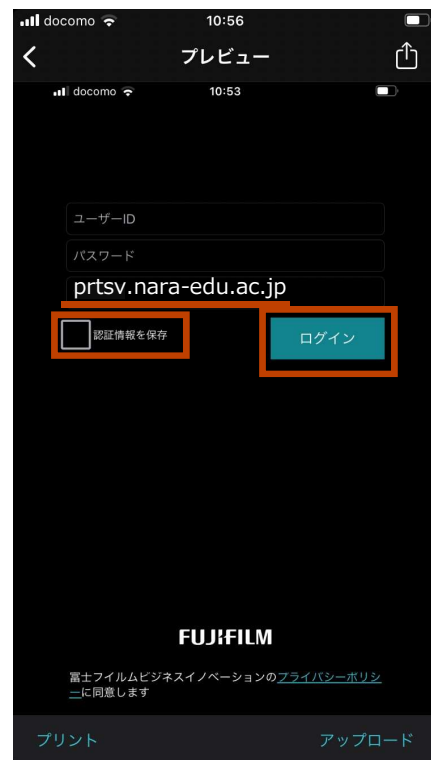 docomo 10:56
プレビュー
docomo 10:53
ユーザーID
パスワード
prtsv.nara-edu.ac.jp
認証情報を保存
ログイン
FUJIFILM
富士フイルムビジネスイノベーションのプライバシーポリシ
ーに同意します
プリント
アップロード